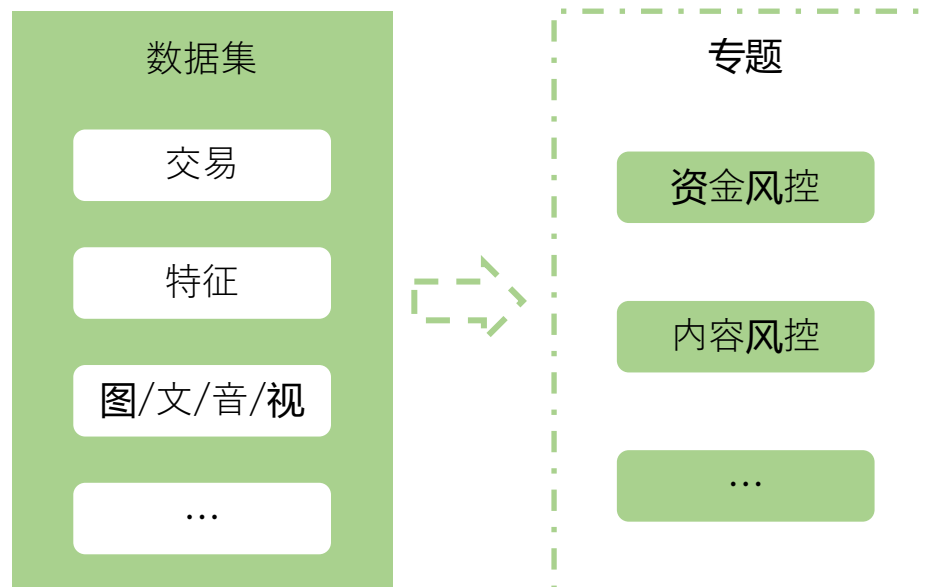 数据集
交易
特征
图/文/音/视
…
专题
资金风控
内容风控
…